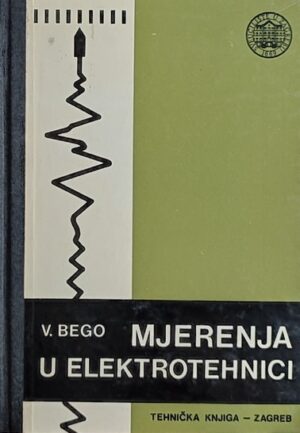 V. BEGO MJERENJA
U ELEKTROTEHNICI
TEHNIČKA KNJIGA – ZAGREB